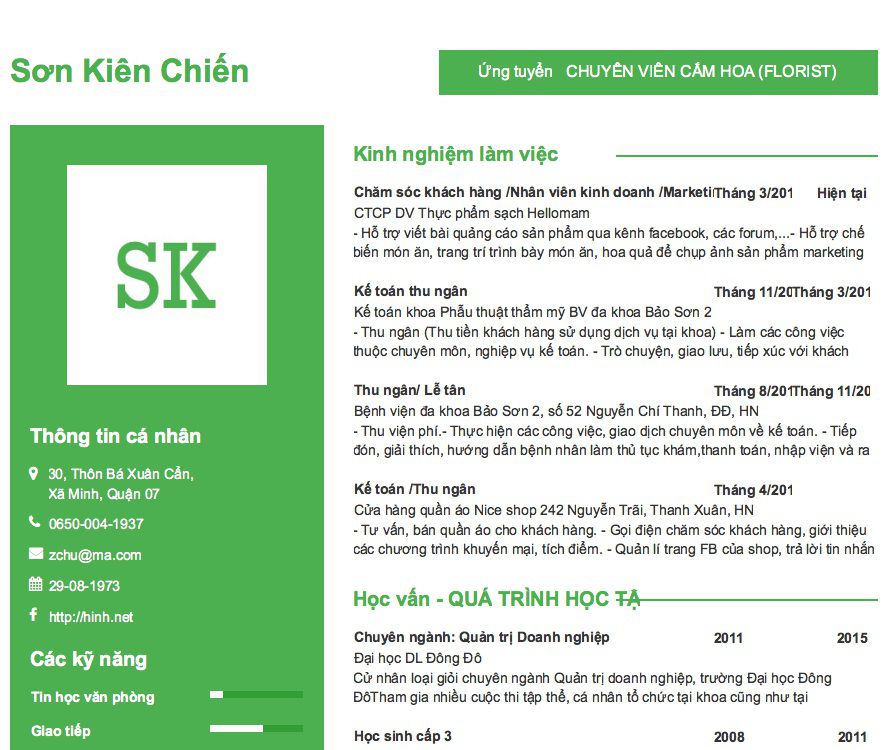 Sơn Kiên Chiến
Ứng tuyển CHUYÊN VIÊN CẮM HOA (FLORIST)
SK
Thông tin cá nhân
30, Thôn Bá Xuân Cẩn,
Xã Minh, Quận 07
0650-004-1937
zchu@ma.com
29-08-1973
http://hinh.net
Các kỹ năng
Tin học văn phòng
Giao tiếp
Kinh nghiệm làm việc
Chăm sóc khách hàng /Nhân viên kinh doanh /Marketi Tháng 3/201 Hiện tại
CTCP DV Thực phẩm sạch Hellomam
- Hỗ trợ viết bài quảng cáo sản phẩm qua kênh facebook, các forum,...- Hỗ trợ chế
biến món ăn, trang trí trình bày món ăn, hoa quả để chụp ảnh sản phẩm marketing
Kế toán thu ngân Tháng 11/20 Tháng 3/201
Kế toán khoa Phẫu thuật thẩm mỹ BV đa khoa Bảo Sơn 2
- Thu ngân (Thu tiền khách hàng sử dụng dịch vụ tại khoa) - Làm các công việc
thuộc chuyên môn, nghiệp vụ kế toán. - Trò chuyện, giao lưu, tiếp xúc với khách
Thu ngân/ Lễ tân Tháng 8/201 Tháng 11/20
Bệnh viện đa khoa Bảo Sơn 2, số 52 Nguyễn Chí Thanh, ĐĐ, HN
- Thu viện phí.- Thực hiện các công việc, giao dịch chuyên môn về kế toán. - Tiếp
đón, giải thích, hướng dẫn bệnh nhân làm thủ tục khám,thanh toán, nhập viện và ra
Kế toán /Thu ngân Tháng 4/201
Cửa hàng quần áo Nice shop 242 Nguyễn Trãi, Thanh Xuân, HN
- Tư vấn, bán quần áo cho khách hàng. - Gọi điện chăm sóc khách hàng, giới thiệu
các chương trình khuyến mại, tích điểm. - Quản lí trang FB của shop, trả lời tin nhắn
Học vấn - QUÁ TRÌNH HỌC TẬ
Chuyên ngành: Quản trị Doanh nghiệp 2011 2015
Đại học DL Đông Đô
Cử nhân loại giỏi chuyên ngành Quản trị doanh nghiệp, trường Đại học Đông
ĐôTham gia nhiều cuộc thi tập thể, cá nhân tổ chức tại khoa cũng như tại
Học sinh cấp 3 2008 2011